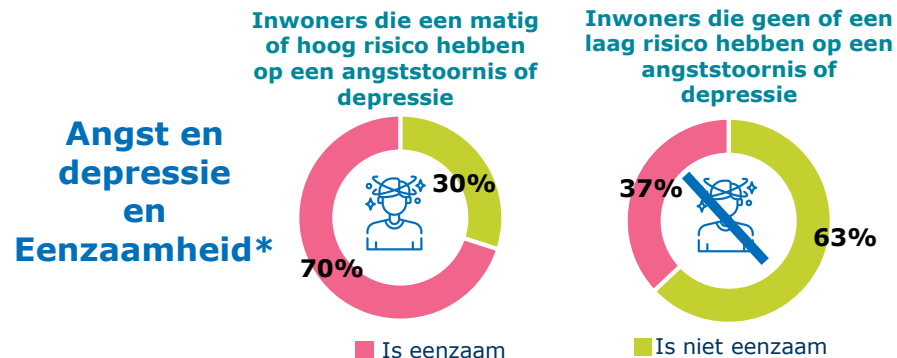 Inwoners die een matig
of hoog risico hebben
op een angststoornis of
depressie
Inwoners die geen of een
laag risico hebben op een
angststoornis of
depressie
Angst en
depressie
en
Eenzaamheid*
30%
70%
37%
63%
Is eenzaam
Is niet eenzaam